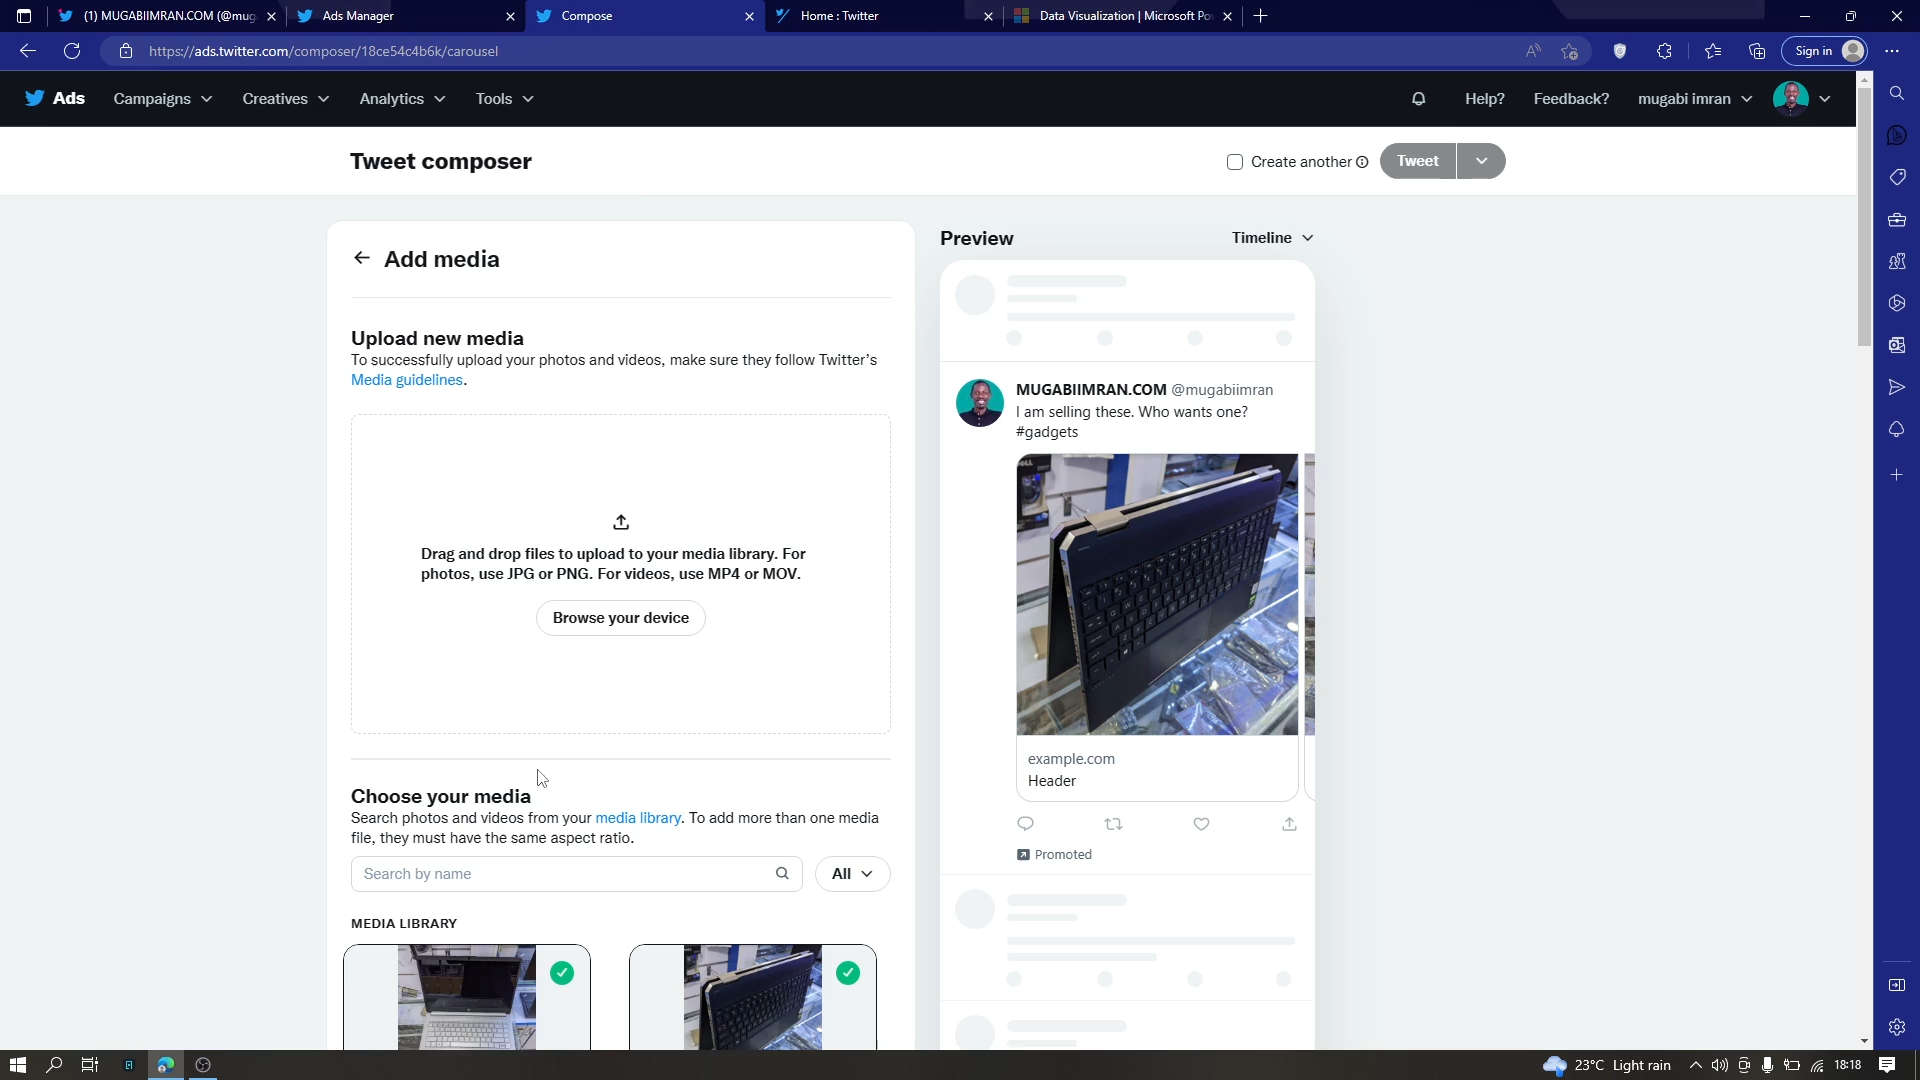 (1) MUGABIIMRAN.COM (@mug
Ads Manager
Compose
Home : Twitter
Data Visualization | Microsoft Po
https://ads.twitter.com/composer/18ce54c4b6k/carousel
Sign in
Ads
Campaigns
Creatives
Analytics
Tools
Help?
Feedback?
mugabi imran
Tweet composer
Create another
Tweet
Add media
Upload new media
To successfully upload your photos and videos, make sure they follow Twitter's
Media guidelines.
Drag and drop files to upload to your media library. For
photos, use JPG or PNG. For videos, use MP4 or MOV.
Browse your device
Choose your media
Search photos and videos from your media library. To add more than one media
file, they must have the same aspect ratio.
Search by name
All
MEDIA LIBRARY
Preview
Timeline
MUGABIIMRAN.COM @mugabiimran
I am selling these. Who wants one?
#gadgets
example.com
Header
Promoted
23°C Light rain
18:18